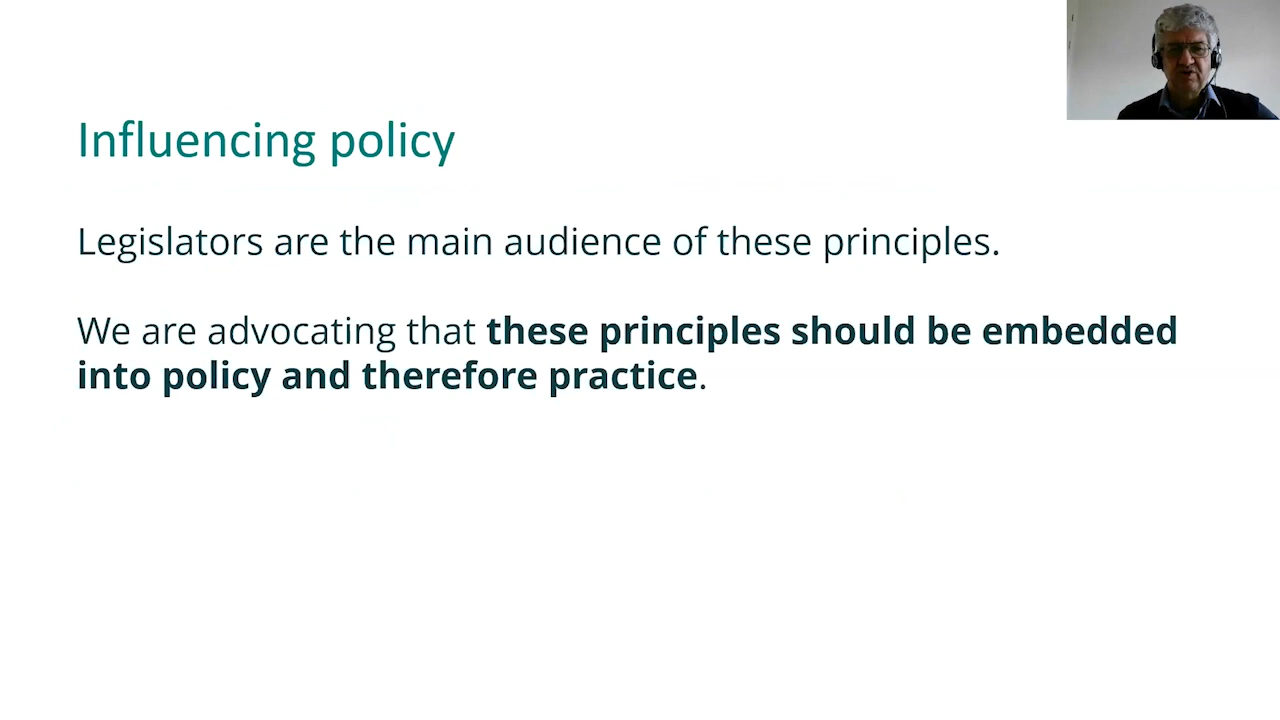 Influencing policy
Legislators are the main audience of these principles.
We are advocating that these principles should be embedded
into policy and therefore practice.